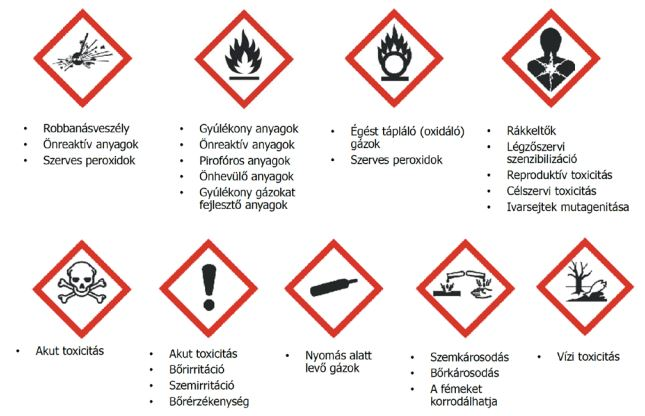 • Robbanásveszély
• Önreaktív anyagok
• Szerves peroxidok
• Gyúlékony anyagok
• Önreaktív anyagok
• Pirofóros anyagok
• Önhevülő anyagok
• Gyúlékony gázokat
fejlesztő anyagok
• Égést tápláló (oxidáló)
gázok
• Szerves peroxidok
• Rákkeltők
• Légzőszervi
szenzibilizáció
• Reproduktív toxicitás
• Célszervi toxicitás
• Ivarsejtek mutagenitása
• Akut toxicitás
• Akut toxicitás
• Bőrirritáció
• Szemirritáció
• Bőrérzékenység
• Nyomás alatt
levő gázok
• Szemkárosodás
• Bőrkárosodás
• A fémeket
korrodálhatja
• Vízi toxicitás